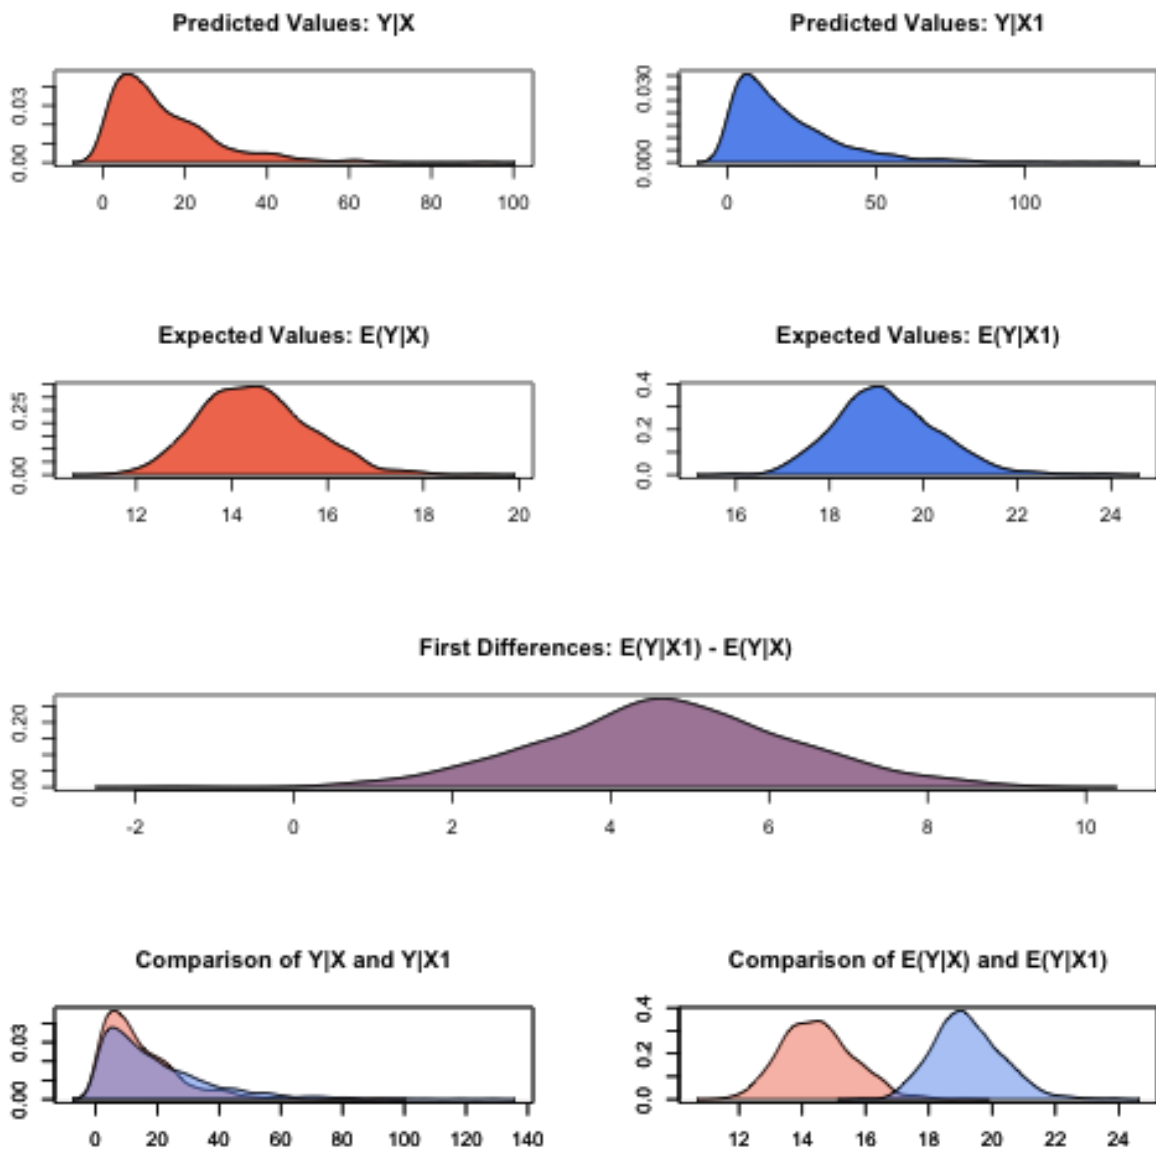 Predicted Values: Y|X
0.03
0.00
0 20 40 60 80 100
Predicted Values: Y|X1
0.030
0.000
0 50 100
Expected Values: E(Y|X)
0.25
0.00
12 14 16 18 20
Expected Values: E(Y|X1)
0.4
0.2
0.0
16 18 20 22 24
First Differences: E(Y|X1) - E(Y|X)
0.20
0.00
-2 0 2 4 6 8 10
Comparison of Y|X and Y|X1
0.03
0.00
0 20 40 60 80 100 120 140
Comparison of E(Y|X) and E(Y|X1)
0.4
0.2
0.0
12 14 16 18 20 22 24